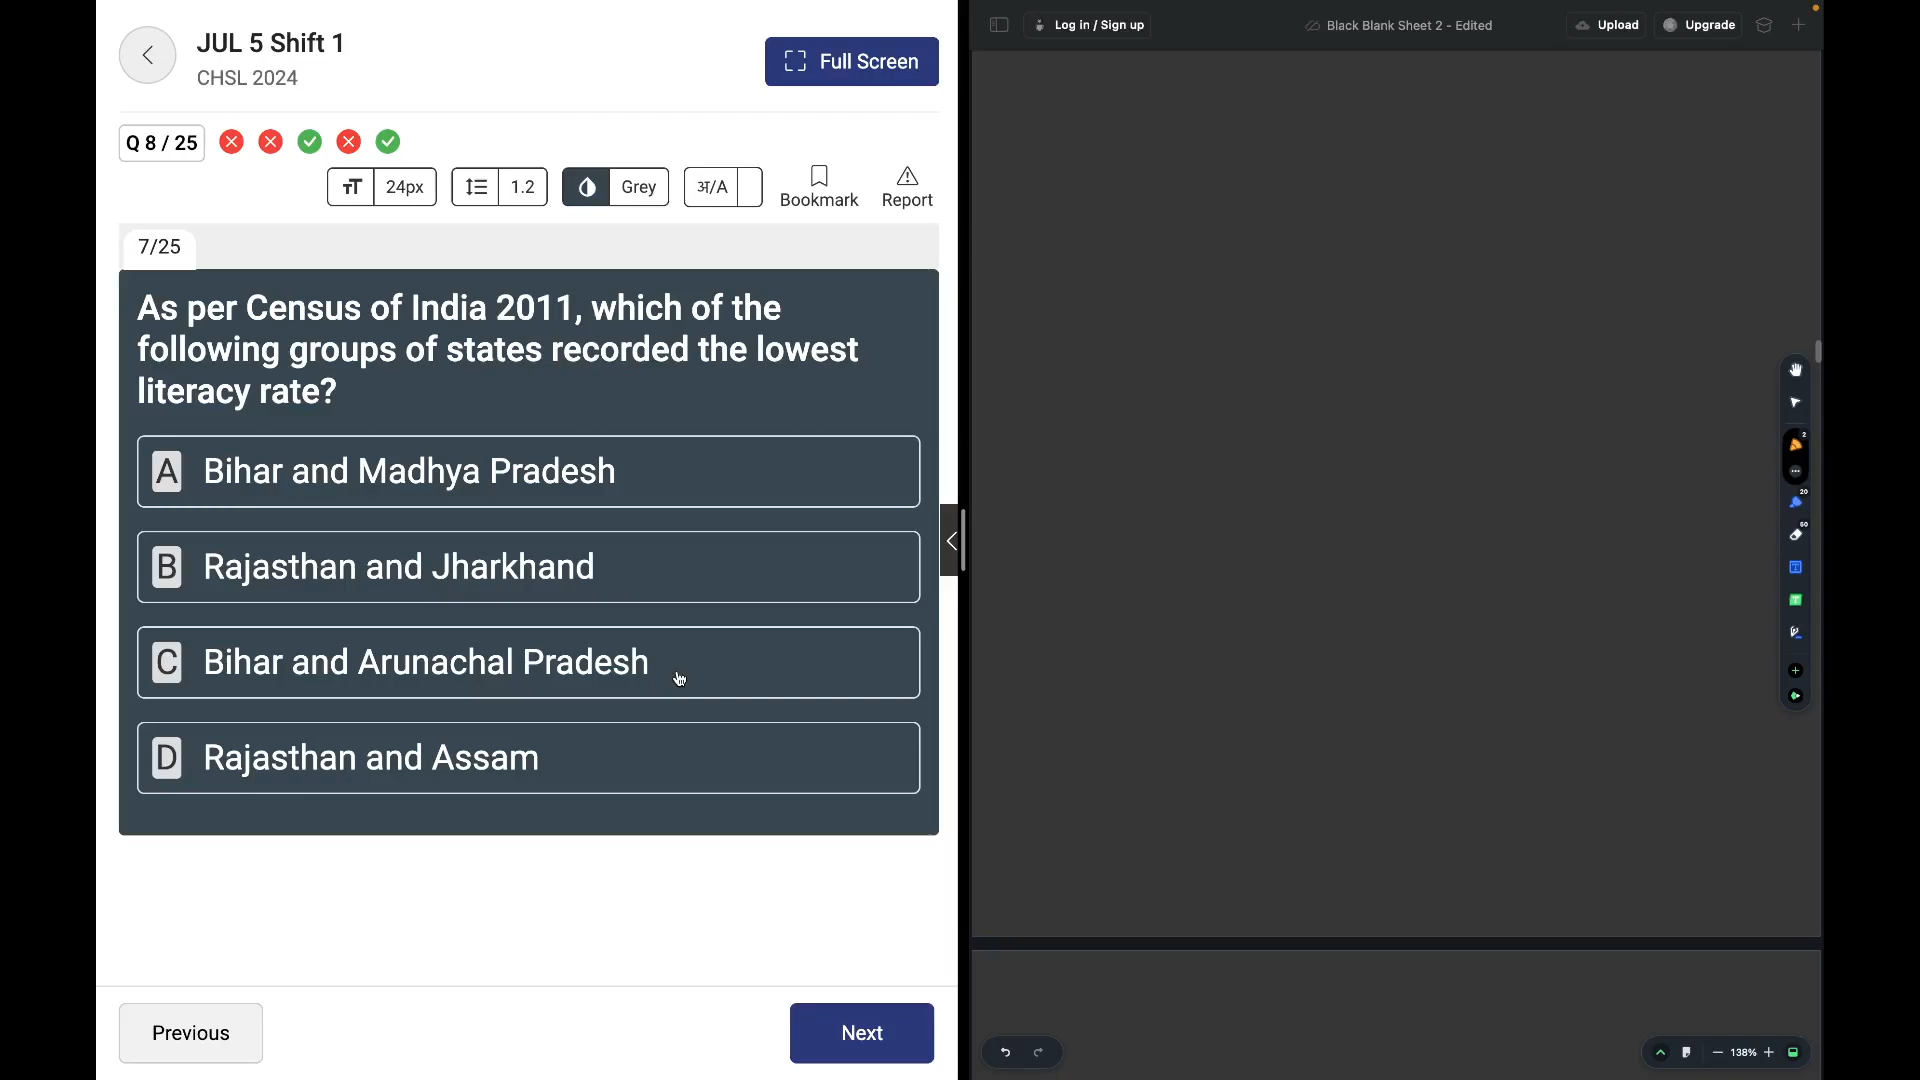 JUL 5 Shift 1
CHSL 2024
Full Screen
Log in / Sign up
Black Blank Sheet 2 - Edited
Upload
Upgrade
Q 8 / 25
24px
1.2
Grey
अ/A
Bookmark
Report
7/25
As per Census of India 2011, which of the
following groups of states recorded the lowest
literacy rate?
A Bihar and Madhya Pradesh
B Rajasthan and Jharkhand
C Bihar and Arunachal Pradesh
D Rajasthan and Assam
2
20
50
Previous
Next
138%